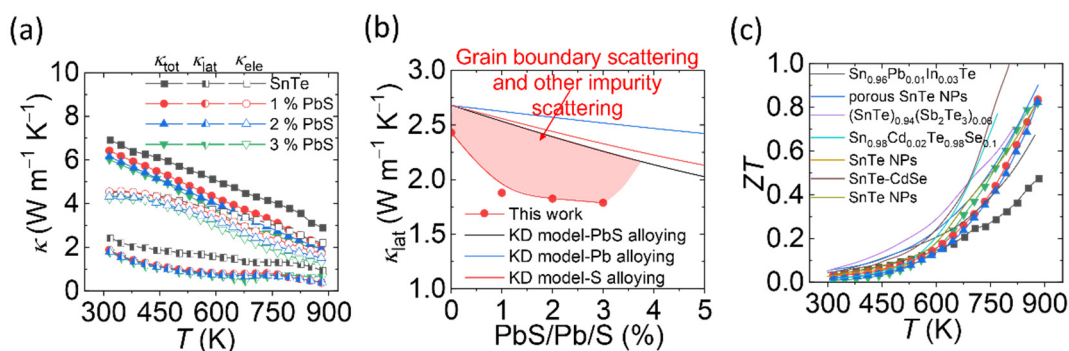 (a)
κtot κlat κele
SnTe
1 % PbS
2 % PbS
3 % PbS
10
8
6
4
2
0
κ (W m⁻¹ K⁻¹)
300 450 600 750 900
T (K)
(b)
Grain boundary scattering
and other impurity
scattering
This work
KD model-PbS alloying
KD model-Pb alloying
KD model-S alloying
3.0
2.5
2.0
1.5
1.0
κlat (W m⁻¹ K⁻¹)
0 1 2 3 4 5
PbS/Pb/S (%)
(c)
Sn0.96Pb0.01In0.03Te
porous SnTe NPs
(SnTe)0.94(Sb2Te3)0.06
Sn0.98Cd0.02Te0.98Se0.1
SnTe NPs
SnTe-CdSe
SnTe NPs
1.0
0.8
0.6
0.4
0.2
0.0
ZT
300 450 600 750 900
T (K)